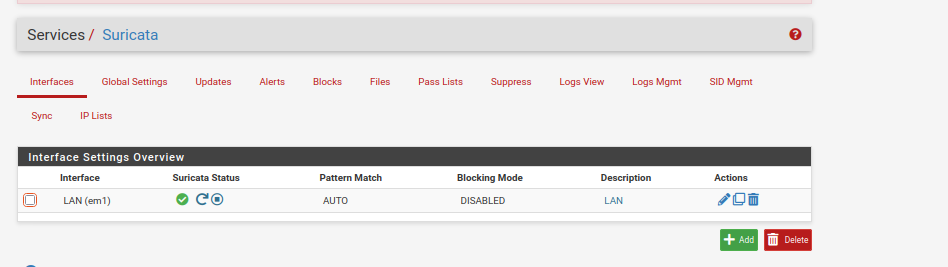 Services / Suricata
Interfaces Global Settings Updates Alerts Blocks Files Pass Lists Suppress Logs View Logs Mgmt SID Mgmt
Sync IP Lists
Interface Settings Overview
Interface Suricata Status Pattern Match Blocking Mode Description Actions
LAN (em1) AUTO DISABLED LAN
Add Delete